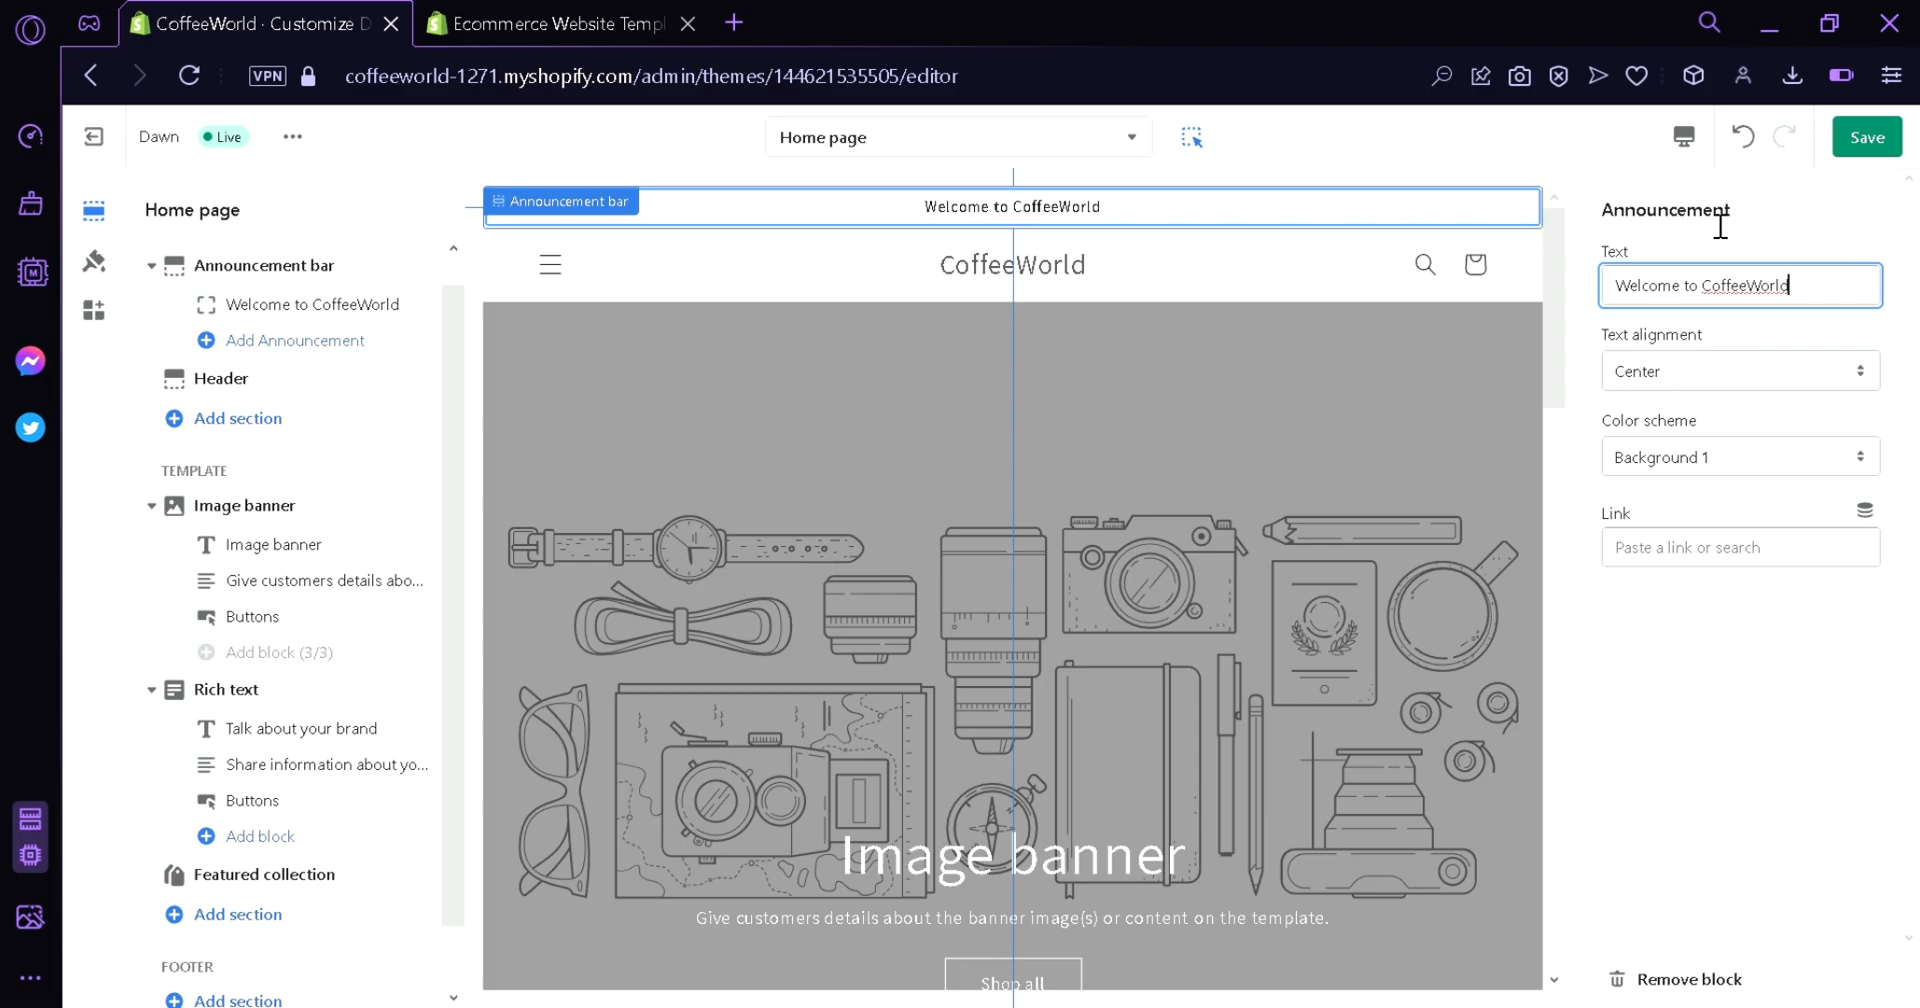 CoffeeWorld · Customize D
Ecommerce Website Templ
VPN
coffeeworld-1271.myshopify.com/admin/themes/144621535505/editor
Dawn
Live
Home page
Save
Home page
Announcement bar
Welcome to CoffeeWorld
Add Announcement
Header
Add section
TEMPLATE
Image banner
Image banner
Give customers details abo...
Buttons
Add block (3/3)
Rich text
Talk about your brand
Share information about yo...
Buttons
Add block
Featured collection
Add section
FOOTER
Add section
Announcement bar
Welcome to CoffeeWorld
CoffeeWorld
Image banner
Give customers details about the banner image(s) or content on the template.
Shop all
Announcement
Text
Welcome to CoffeeWorld
Text alignment
Center
Color scheme
Background 1
Link
Paste a link or search
Remove block
M